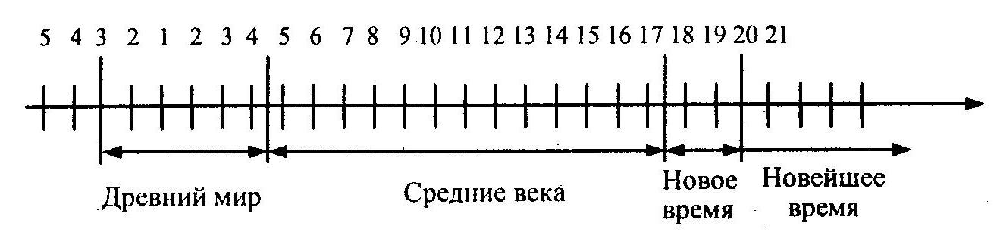 5 4 3 2 1 2 3 4 5 6 7 8 9 10 11 12 13 14 15 16 17 18 19 20 21
Древний мир
Средние века
Новое
время
Новейшее
время